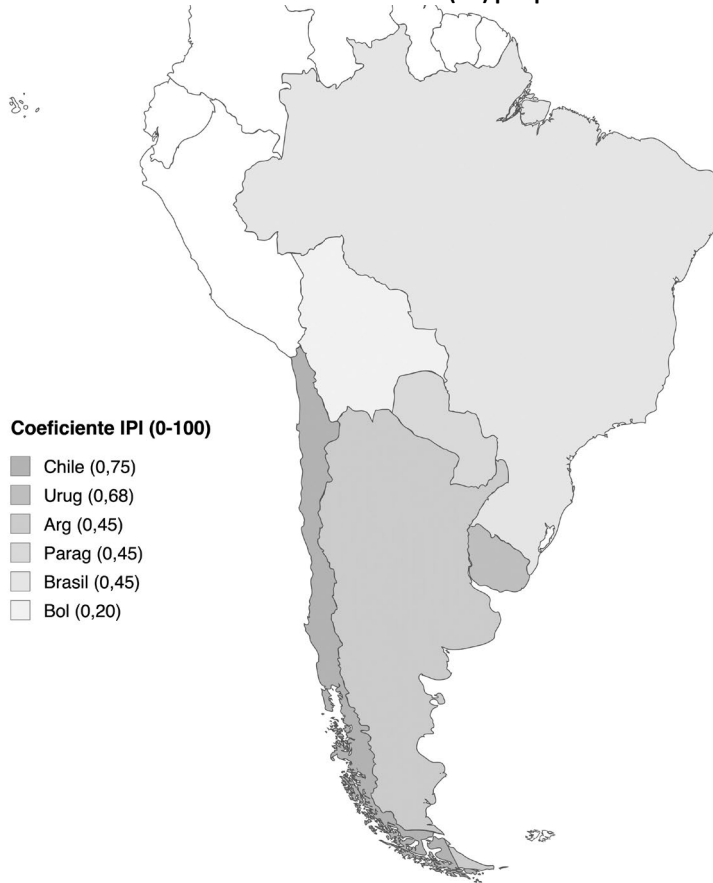 Coeficiente IPI (0-100)
Chile (0,75)
Urug (0,68)
Arg (0,45)
Parag (0,45)
Brasil (0,45)
Bol (0,20)